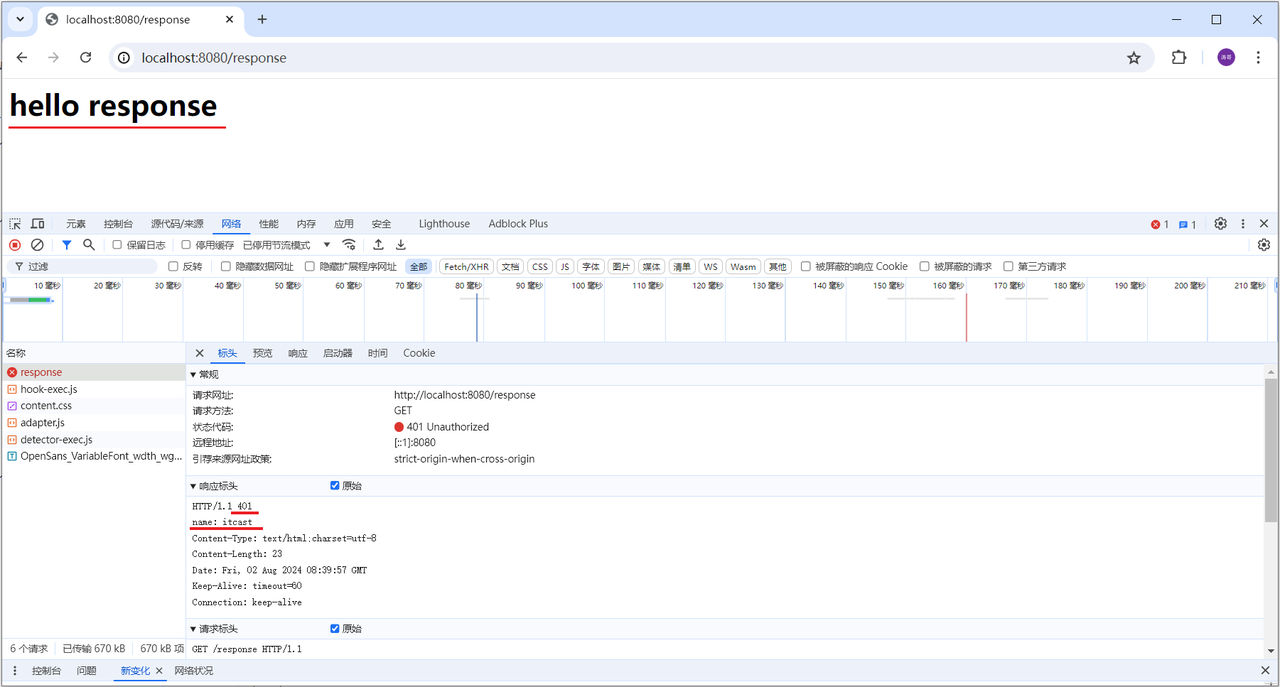 localhost:8080/response
localhost:8080/response
涛哥
hello response
元素 控制台 源代码/来源 网络 性能 内存 应用 安全 Lighthouse Adblock Plus 1 1
保留日志 停用缓存 已停用节流模式
过滤 反转 隐藏数据网址 隐藏扩展程序网址 全部 Fetch/XHR 文档 CSS JS 字体 图片 媒体 清单 WS Wasm 其他 被屏蔽的响应 Cookie 被屏蔽的请求 第三方请求
10 毫秒 20 毫秒 30 毫秒 40 毫秒 50 毫秒 60 毫秒 70 毫秒 80 毫秒 90 毫秒 100 毫秒 110 毫秒 120 毫秒 130 毫秒 140 毫秒 150 毫秒 160 毫秒 170 毫秒 180 毫秒 190 毫秒 200 毫秒 210 毫秒
名称
response
hook-exec.js
content.css
adapter.js
detector-exec.js
OpenSans_VariableFont_wdth_wg...
标头 预览 响应 启动器 时间 Cookie
常规
请求网址: http://localhost:8080/response
请求方法: GET
状态代码: 401 Unauthorized
远程地址: [::1]:8080
引荐来源网址政策: strict-origin-when-cross-origin
响应标头 原始
HTTP/1.1 401
name: itcast
Content-Type: text/html;charset=utf-8
Content-Length: 23
Date: Fri, 02 Aug 2024 08:39:57 GMT
Keep-Alive: timeout=60
Connection: keep-alive
请求标头 原始
GET /response HTTP/1.1
6 个请求 已传输 670 kB 670 kB 项
控制台 问题 新变化 网络状况